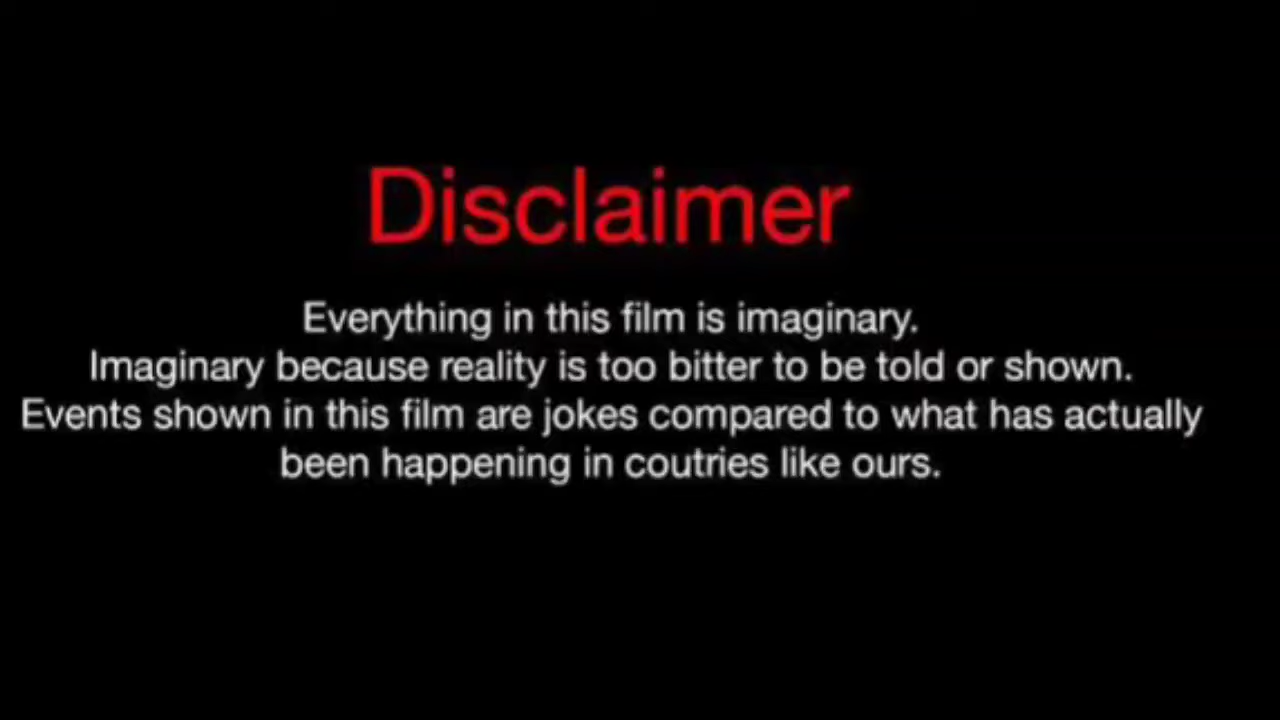 Disclaimer
Everything in this film is imaginary.
Imaginary because reality is too bitter to be told or shown.
Events shown in this film are jokes compared to what has actually
been happening in coutries like ours.